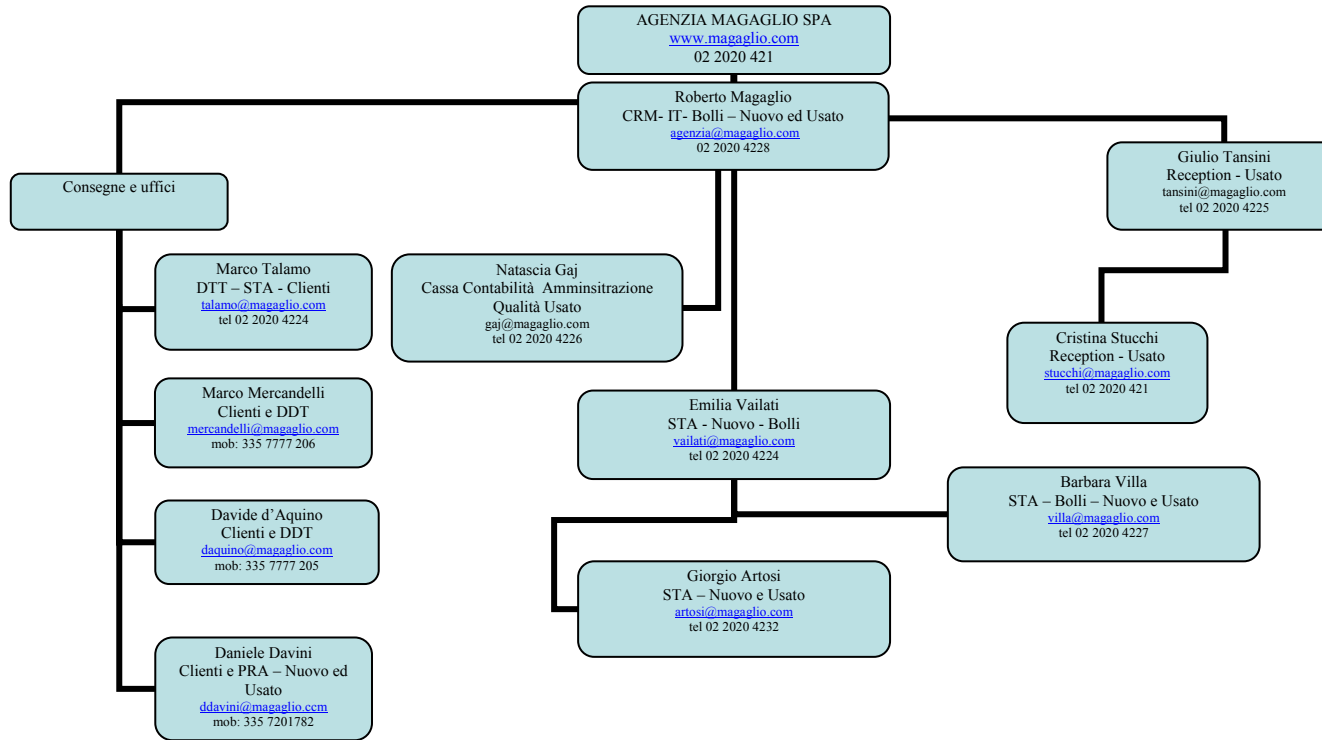 AGENZIA MAGAGLIO SPA
www.magaglio.com
02 2020 421
Roberto Magaglio
CRM- IT- Bolli – Nuovo ed Usato
agenzia@magaglio.com
02 2020 4228
Giulio Tansini
Reception - Usato
tansini@magaglio.com
tel 02 2020 4225
Consegne e uffici
Marco Talamo
DTT – STA - Clienti
talamo@magaglio.com
tel 02 2020 4224
Natascia Gaj
Cassa Contabilità Amminsitrazione
Qualità Usato
gaj@magaglio.com
tel 02 2020 4226
Cristina Stucchi
Reception - Usato
stucchi@magaglio.com
tel 02 2020 421
Marco Mercandelli
Clienti e DDT
mercandelli@magaglio.com
mob: 335 7777 206
Emilia Vailati
STA - Nuovo - Bolli
vailati@magaglio.com
tel 02 2020 4224
Barbara Villa
STA – Bolli – Nuovo e Usato
villa@magaglio.com
tel 02 2020 4227
Davide d’Aquino
Clienti e DDT
daquino@magaglio.com
mob: 335 7777 205
Giorgio Artosi
STA – Nuovo e Usato
artosi@magaglio.com
tel 02 2020 4232
Daniele Davini
Clienti e PRA – Nuovo ed
Usato
ddavini@magaglio.ccm
mob: 335 7201782